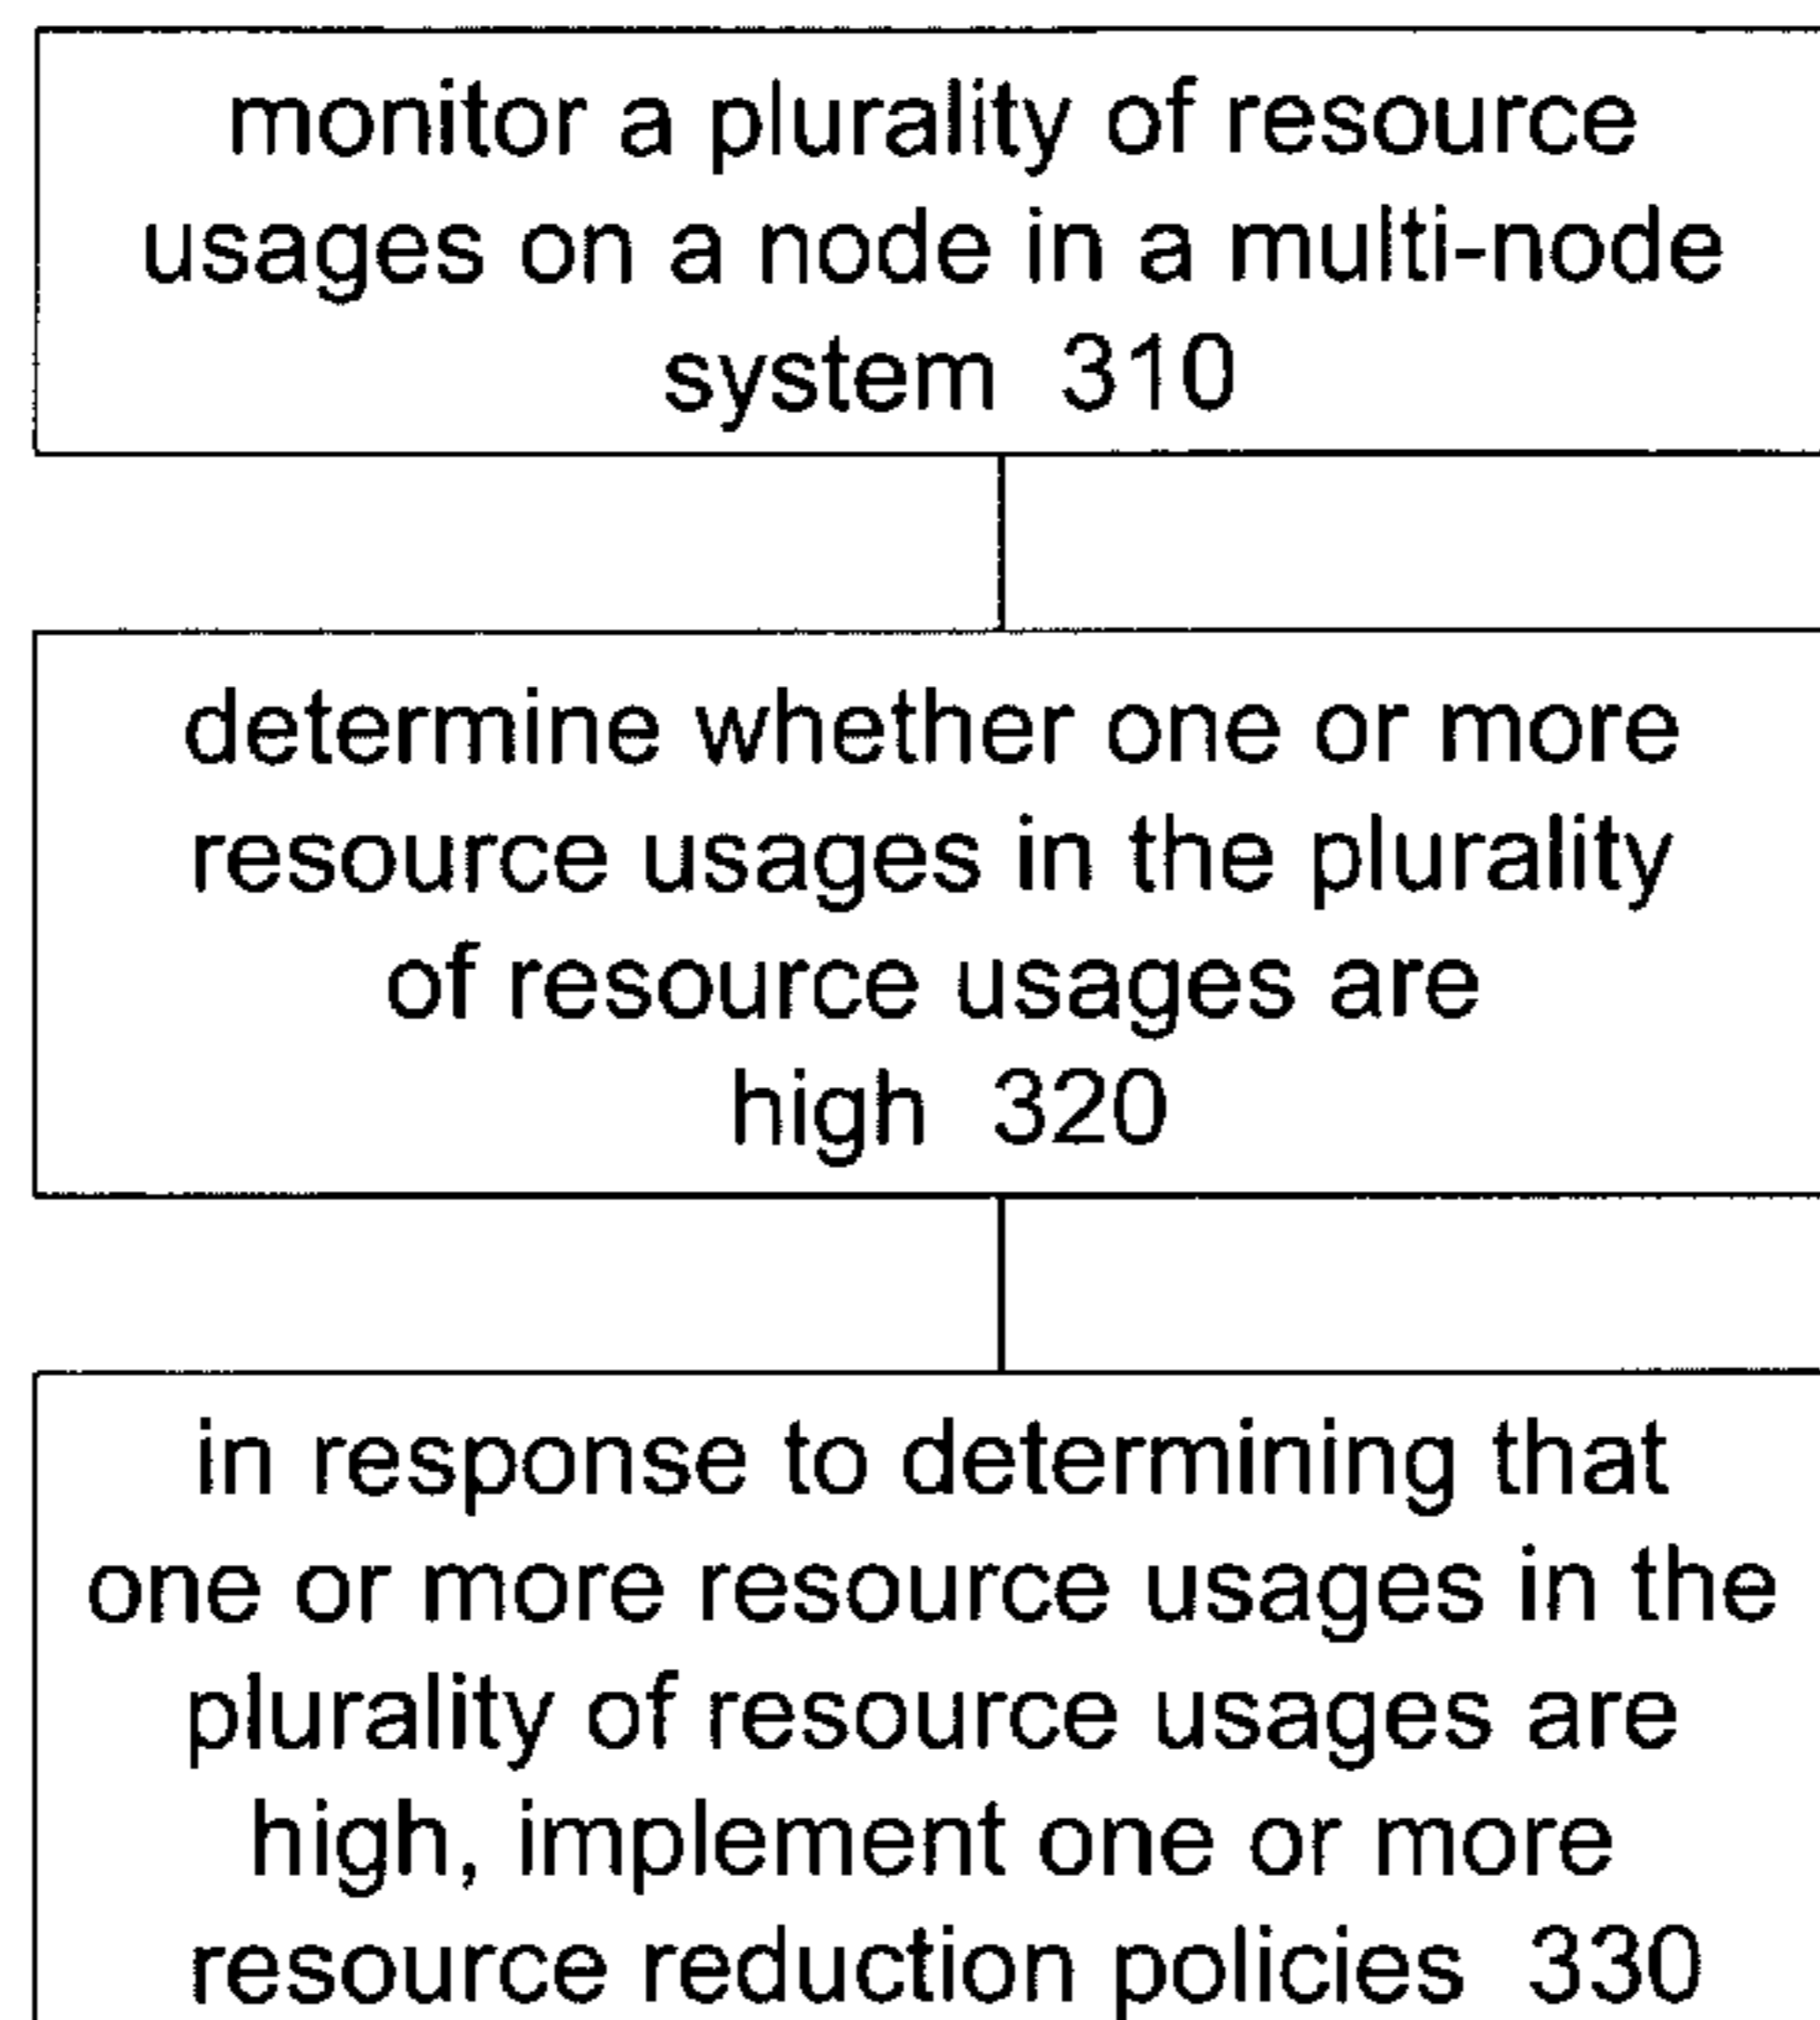 monitor a plurality of resource
usages on a node in a multi-node
system 310
determine whether one or more
resource usages in the plurality
of resource usages are
high 320
in response to determining that
one or more resource usages in the
plurality of resource usages are
high, implement one or more
resource reduction policies 330